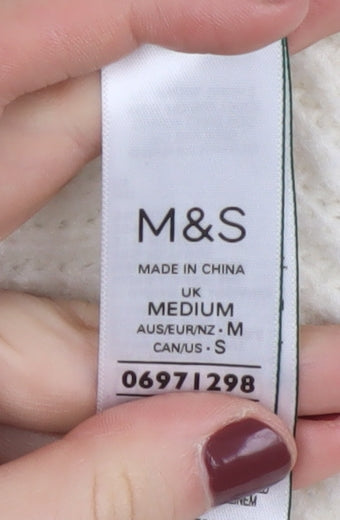 M&S
MADE IN CHINA
UK
MEDIUM
AUS/EUR/NZ · M
CAN/US · S
06971298